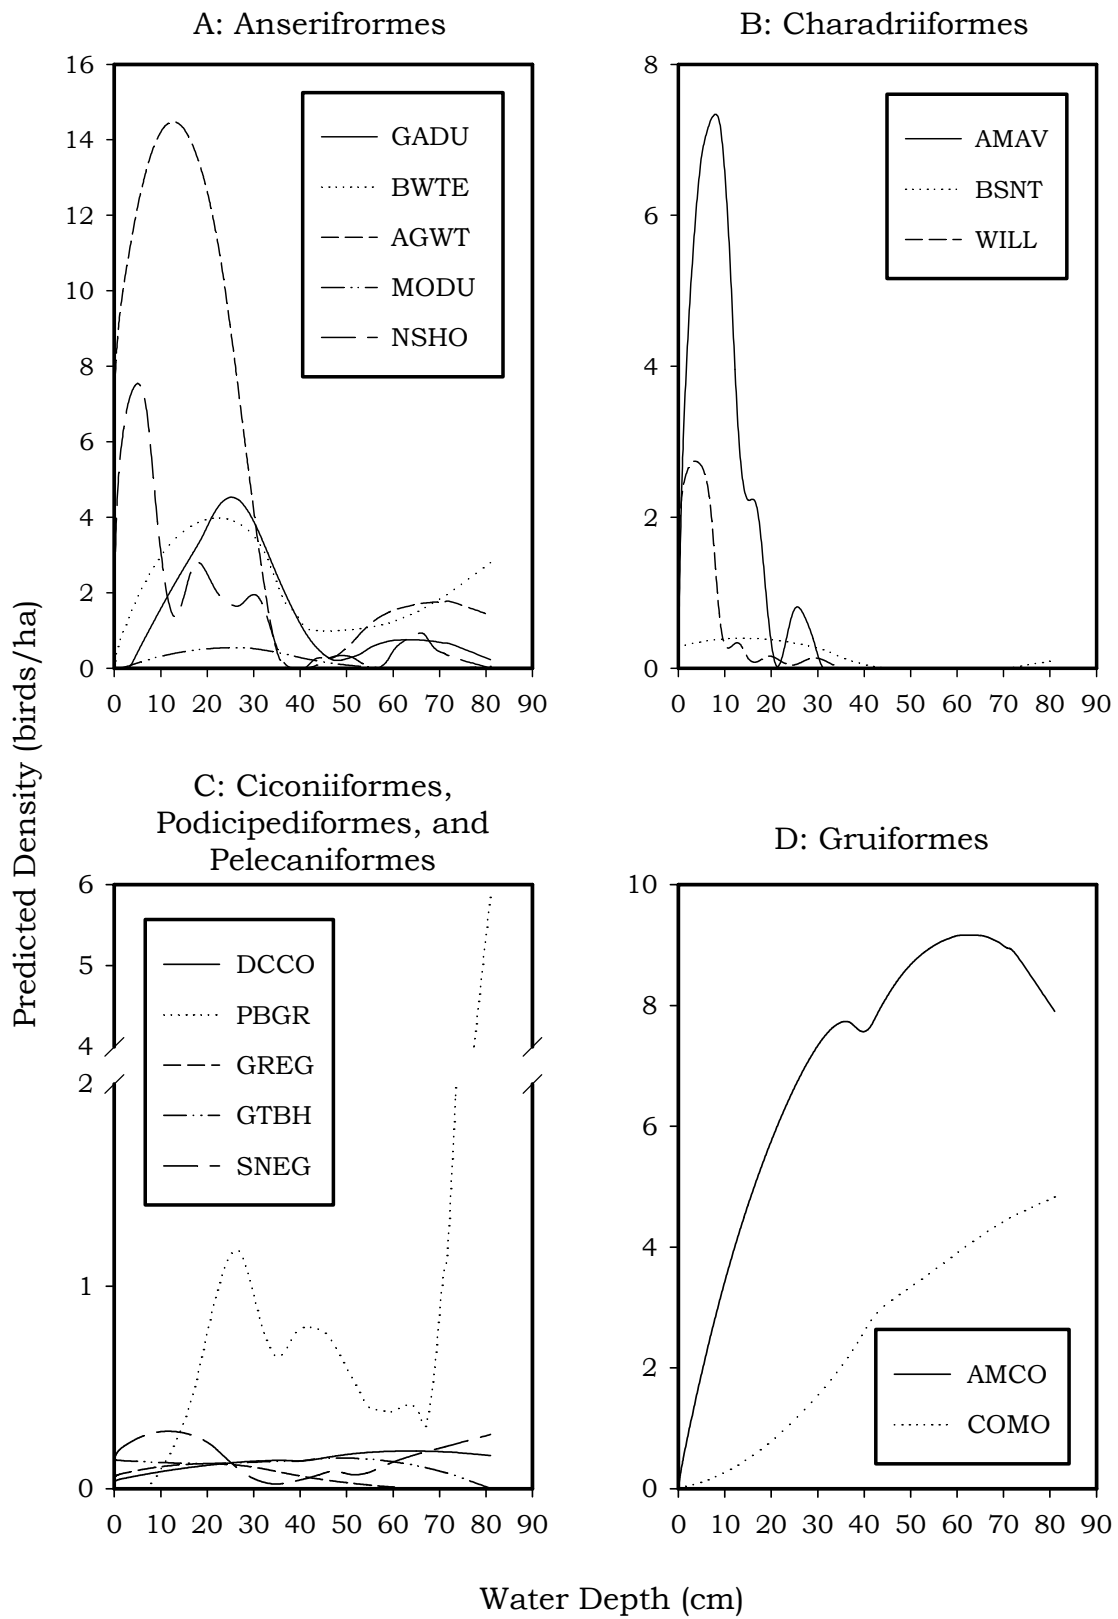 A: Anserifrormes
16
14
12
10
8
6
4
2
0
0 10 20 30 40 50 60 70 80 90
GADU
BWTE
AGWT
MODU
NSHO
B: Charadriiformes
8
6
4
2
0
0 10 20 30 40 50 60 70 80 90
AMAV
BSNT
WILL
Predicted Density (birds/ha)
C: Ciconiiformes,
Podicipediformes, and
Pelecaniformes
6
5
4
2
1
0
0 10 20 30 40 50 60 70 80 90
DCCO
PBGR
GREG
GTBH
SNEG
D: Gruiformes
10
8
6
4
2
0
0 10 20 30 40 50 60 70 80 90
AMCO
COMO
Water Depth (cm)